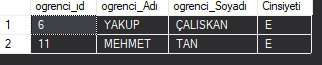 ogrenci_id ogrenci_Adı ogrenci_Soyadı Cinsiyeti
1 6 YAKUP ÇALISKAN E
2 11 MEHMET TAN E